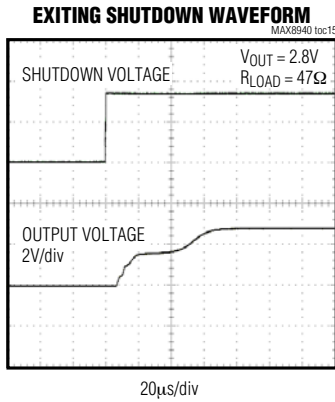 EXITING SHUTDOWN WAVEFORM
MAX8940 toc15
SHUTDOWN VOLTAGE
VOUT = 2.8V
RLOAD = 47Ω
OUTPUT VOLTAGE
2V/div
20μs/div